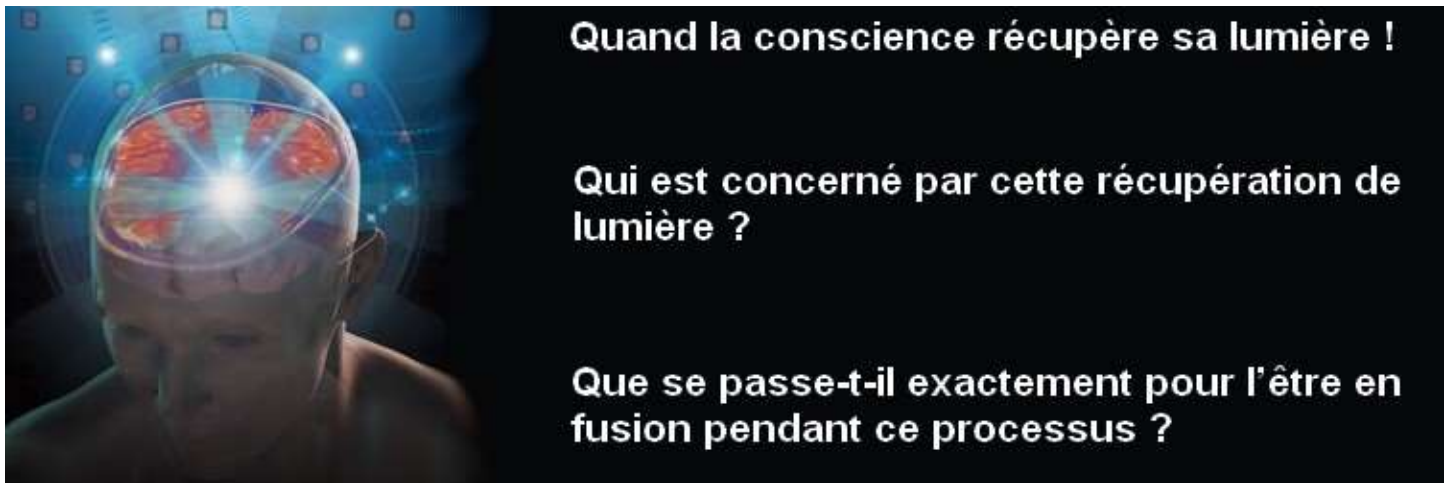 Quand la conscience récupère sa lumière !
Qui est concerné par cette récupération de
lumière ?
Que se passe-t-il exactement pour l’être en
fusion pendant ce processus ?